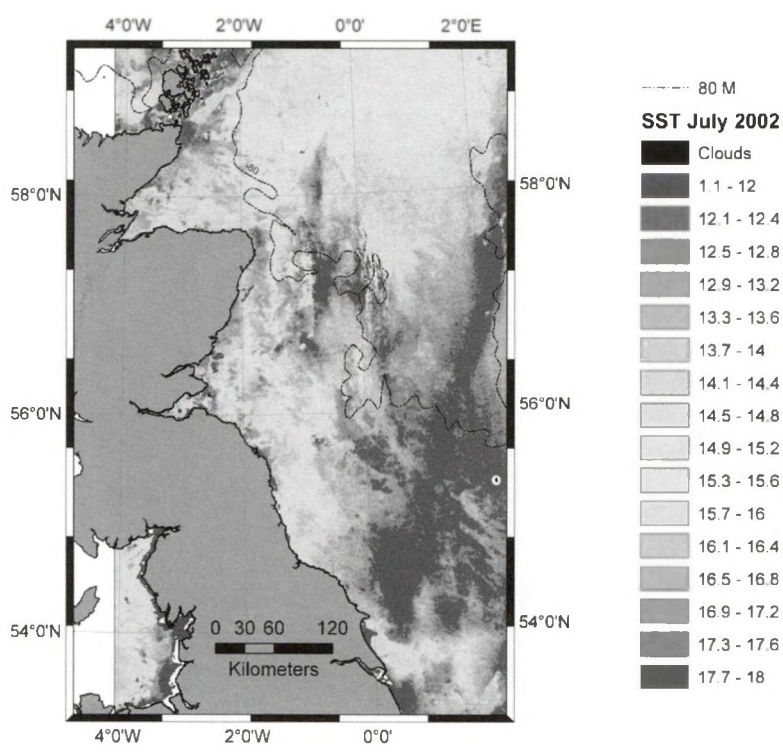 4°0'W 2°0'W 0°0' 2°0'E
58°0'N 58°0'N
56°0'N 56°0'N
54°0'N 54°0'N
80
0 30 60 120
Kilometers
4°0'W 2°0'W 0°0'
80 M
SST July 2002
Clouds
1.1 - 12
12.1 - 12.4
12.5 - 12.8
12.9 - 13.2
13.3 - 13.6
13.7 - 14
14.1 - 14.4
14.5 - 14.8
14.9 - 15.2
15.3 - 15.6
15.7 - 16
16.1 - 16.4
16.5 - 16.8
16.9 - 17.2
17.3 - 17.6
17.7 - 18